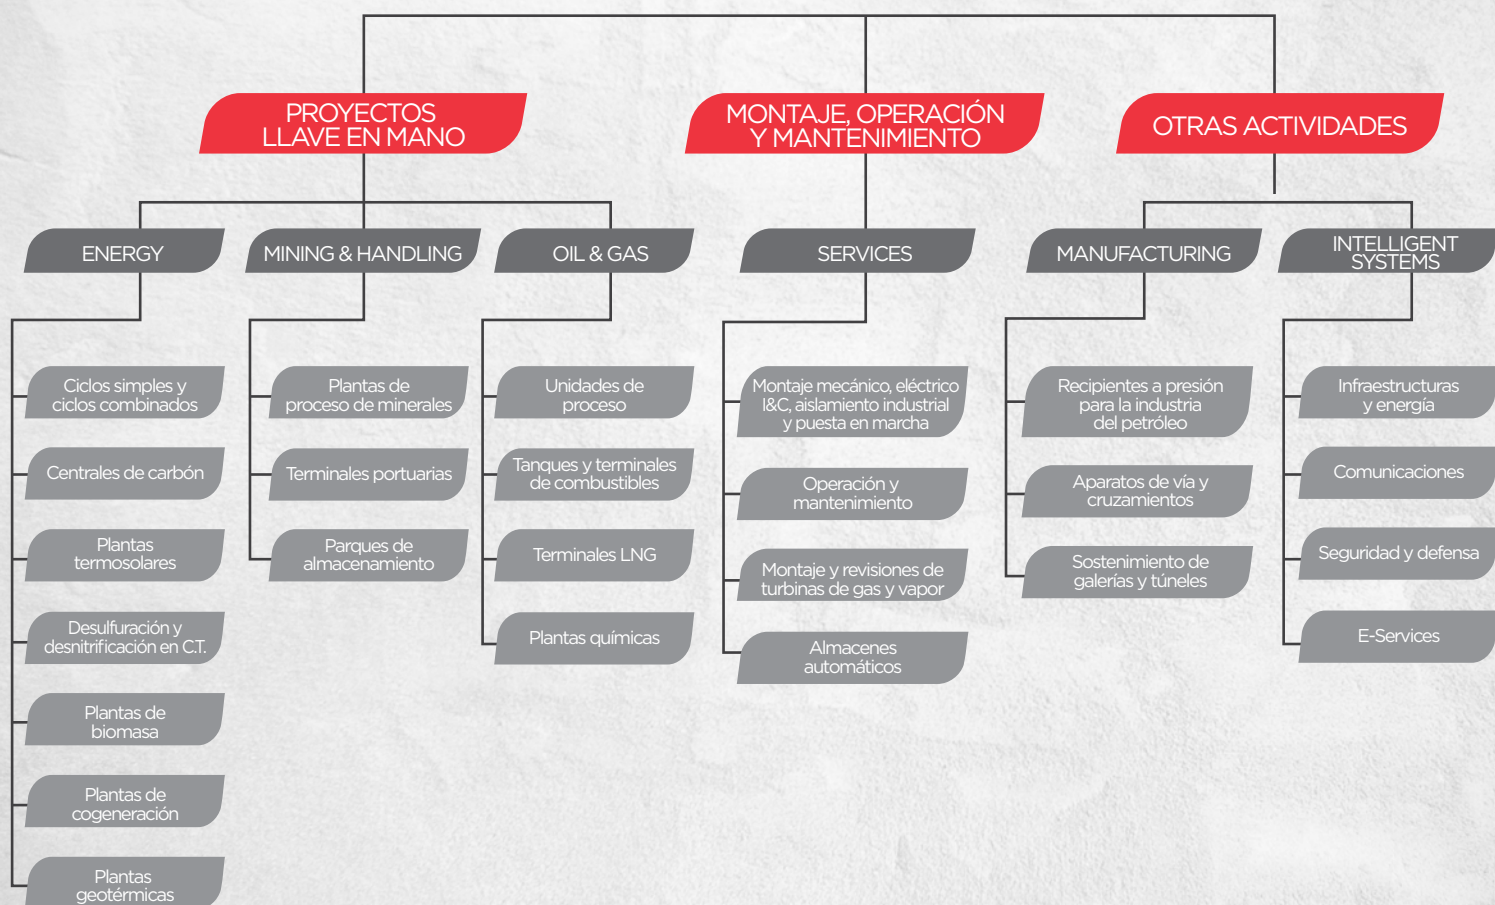 PROYECTOS
LLAVE EN MANO
MONTAJE, OPERACIÓN
Y MANTENIMIENTO
OTRAS ACTIVIDADES
ENERGY
MINING & HANDLING
OIL & GAS
SERVICES
MANUFACTURING
INTELLIGENT
SYSTEMS
Ciclos simples y
ciclos combinados
Centrales de carbón
Plantas
termosolares
Desulfuración y
desnitrificación en C.T.
Plantas de
biomasa
Plantas de
cogeneración
Plantas
geotérmicas
Plantas de
proceso de minerales
Terminales portuarias
Parques de
almacenamiento
Unidades de
proceso
Tanques y terminales
de combustibles
Terminales LNG
Plantas químicas
Montaje mecánico, eléctrico
I&C, aislamiento industrial
y puesta en marcha
Operación y
mantenimiento
Montaje y revisiones de
turbinas de gas y vapor
Almacenes
automáticos
Recipientes a presión
para la industria
del petróleo
Aparatos de vía y
cruzamientos
Sostenimiento de
galerías y túneles
Infraestructuras
y energía
Comunicaciones
Seguridad y defensa
E-Services